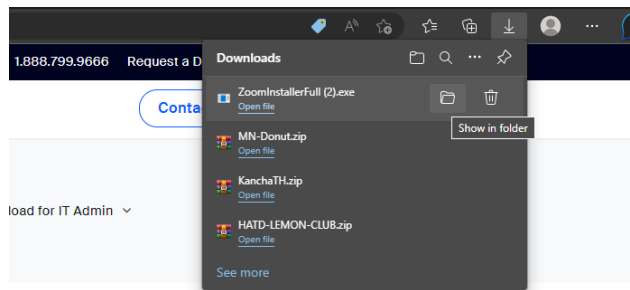 1.888.799.9666 Request a D
Conta
load for IT Admin
Downloads
ZoomInstallerFull (2).exe
Open file
Show in folder
MN-Donut.zip
Open file
KanchaTH.zip
Open file
HATD-LEMON-CLUB.zip
Open file
See more